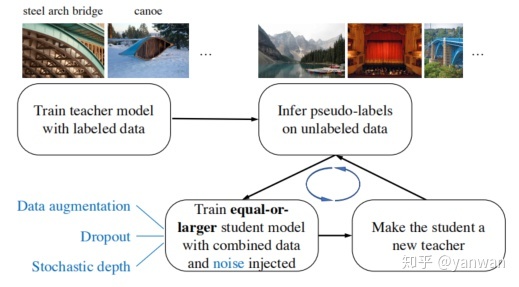 steel arch bridge canoe
...
...
Train teacher model
with labeled data
Infer pseudo-labels
on unlabeled data
Data augmentation
Dropout
Stochastic depth
Train equal-or-
larger student model
with combined data
and noise injected
Make the student a
new teacher
知乎 @yanwan